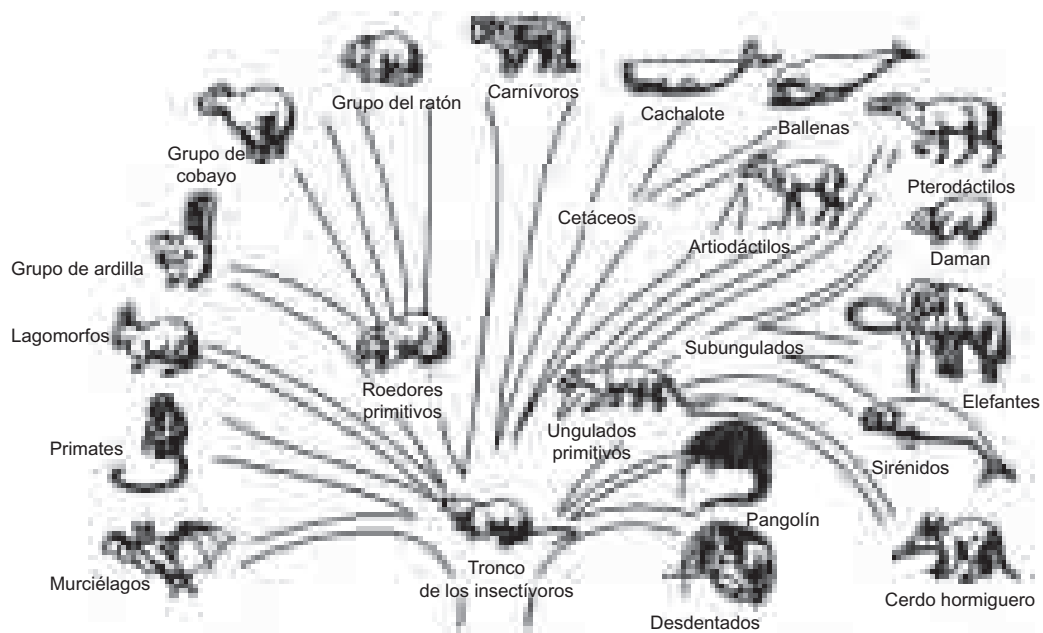 Carnívoros
Grupo del ratón
Cachalote
Ballenas
Grupo de
cobayo
Pterodáctilos
Cetáceos
Artiodáctilos
Daman
Grupo de ardilla
Lagomorfos
Subungulados
Roedores
primitivos
Elefantes
Ungulados
primitivos
Primates
Sirénidos
Pangolín
Tronco
de los insectívoros
Murciélagos
Cerdo hormiguero
Desdentados